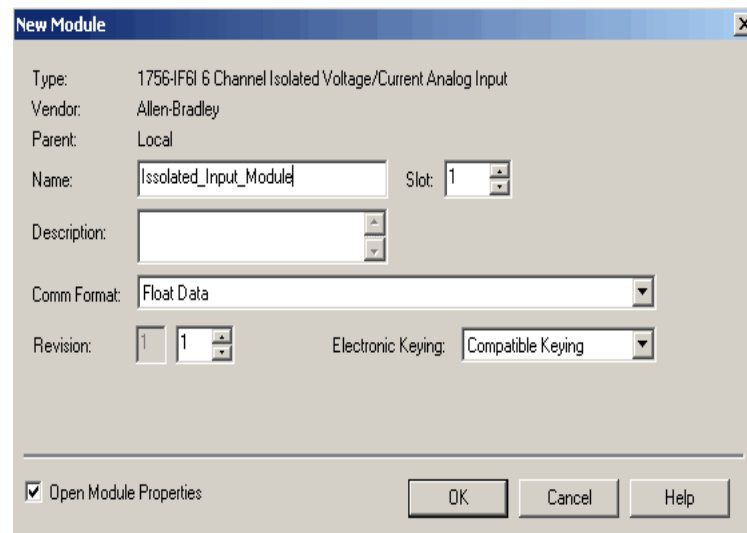 New Module
Type: 1756-IF6I 6 Channel Isolated Voltage/Current Analog Input
Vendor: Allen-Bradley
Parent: Local
Name: Issolated_Input_Module Slot: 1
Description:
Comm Format: Float Data
Revision: 1 1 Electronic Keying: Compatible Keying
Open Module Properties OK Cancel Help